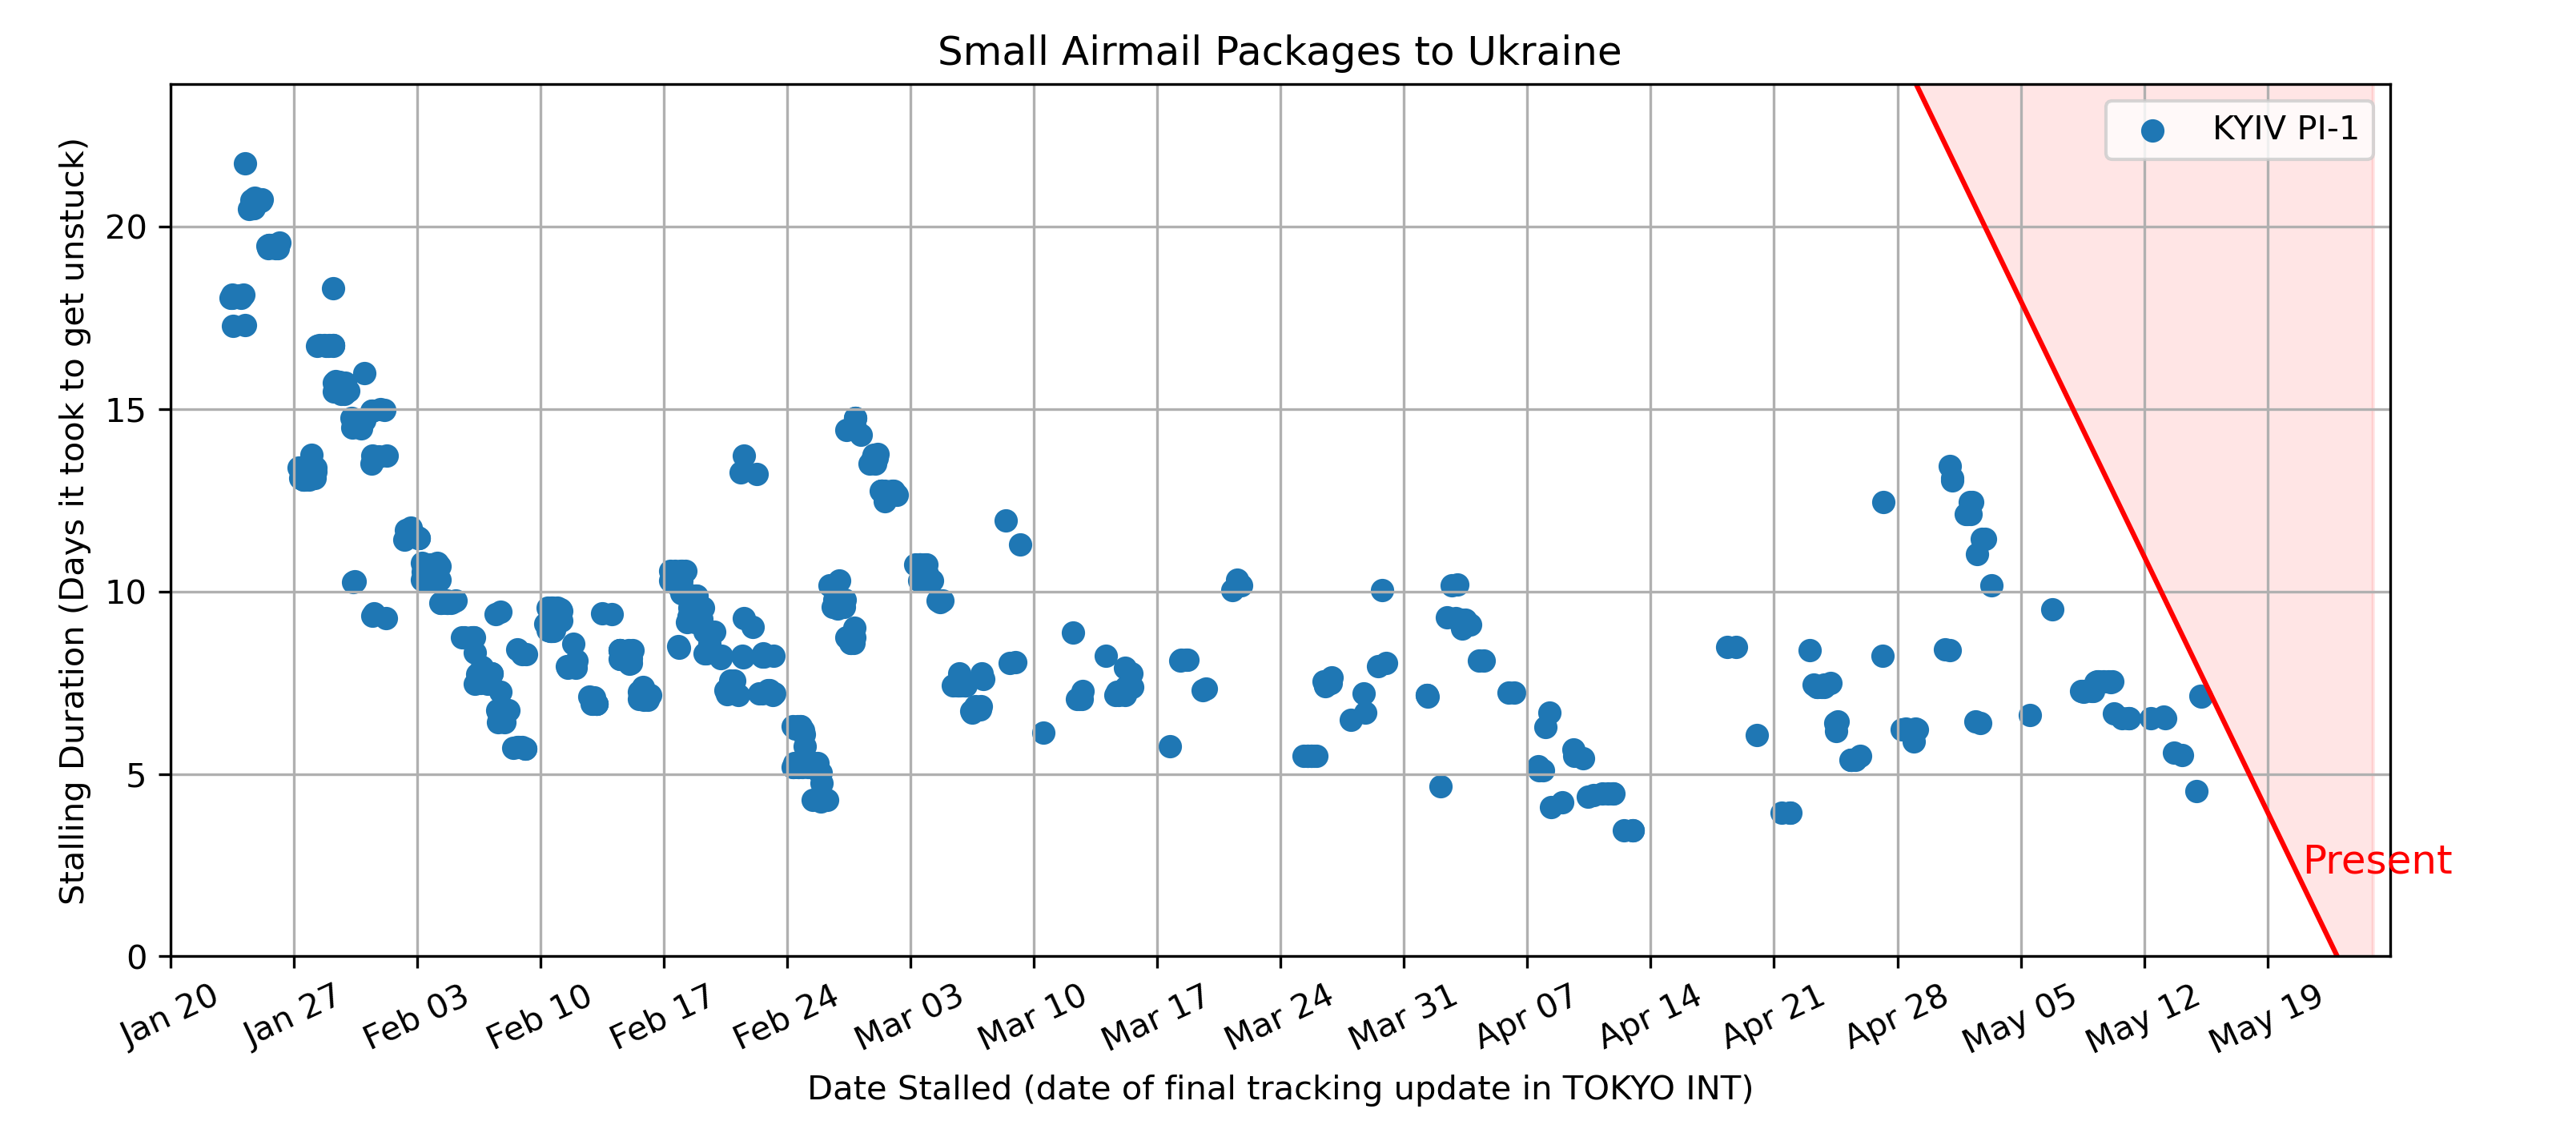 Small Airmail Packages to Ukraine
KYIV PI-1
Stalling Duration (Days it took to get unstuck)
20
15
10
5
0
Present
Jan 20
Jan 27
Feb 03
Feb 10
Feb 17
Feb 24
Mar 03
Mar 10
Mar 17
Mar 24
Mar 31
Apr 07
Apr 14
Apr 21
Apr 28
May 05
May 12
May 19
Date Stalled (date of final tracking update in TOKYO INT)